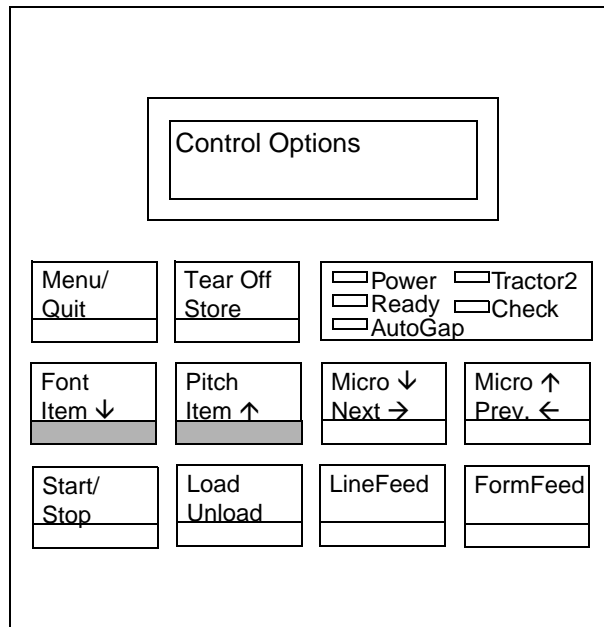 Control Options
Menu/
Quit
Tear Off
Store
Power
Tractor2
Ready
Check
AutoGap
Font
Item ↓
Pitch
Item ↑
Micro ↓
Next →
Micro ↑
Prev. ←
Start/
Stop
Load
Unload
LineFeed
FormFeed